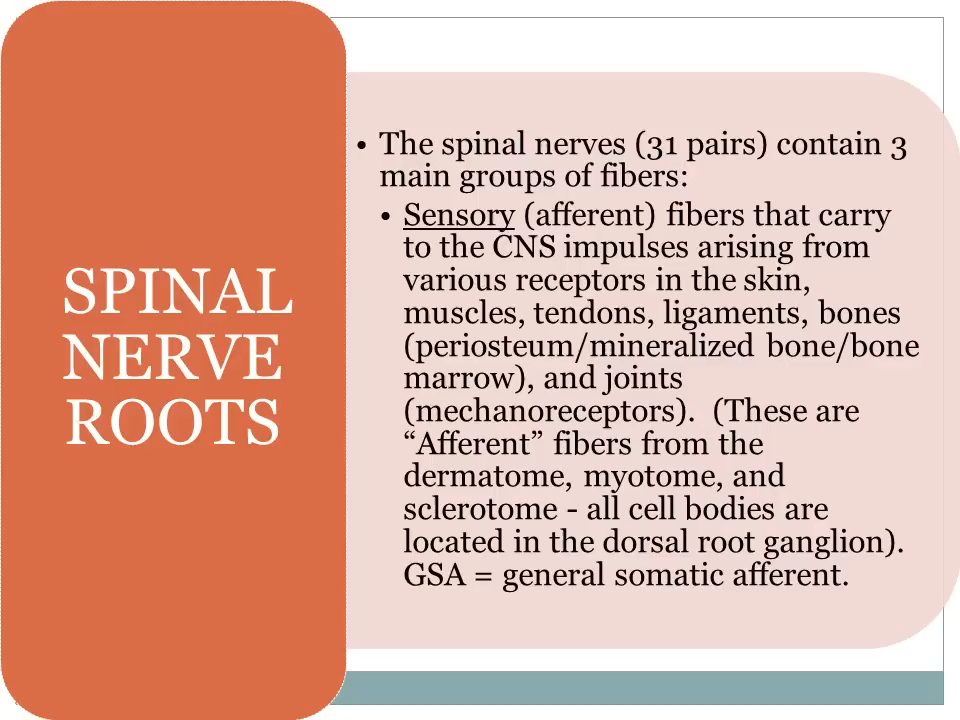 SPINAL
NERVE
ROOTS
• The spinal nerves (31 pairs) contain 3
main groups of fibers:
• Sensory (afferent) fibers that carry
to the CNS impulses arising from
various receptors in the skin,
muscles, tendons, ligaments, bones
(periosteum/mineralized bone/bone
marrow), and joints
(mechanoreceptors).  (These are
“Afferent” fibers from the
dermatome, myotome, and
sclerotome - all cell bodies are
located in the dorsal root ganglion).
GSA = general somatic afferent.